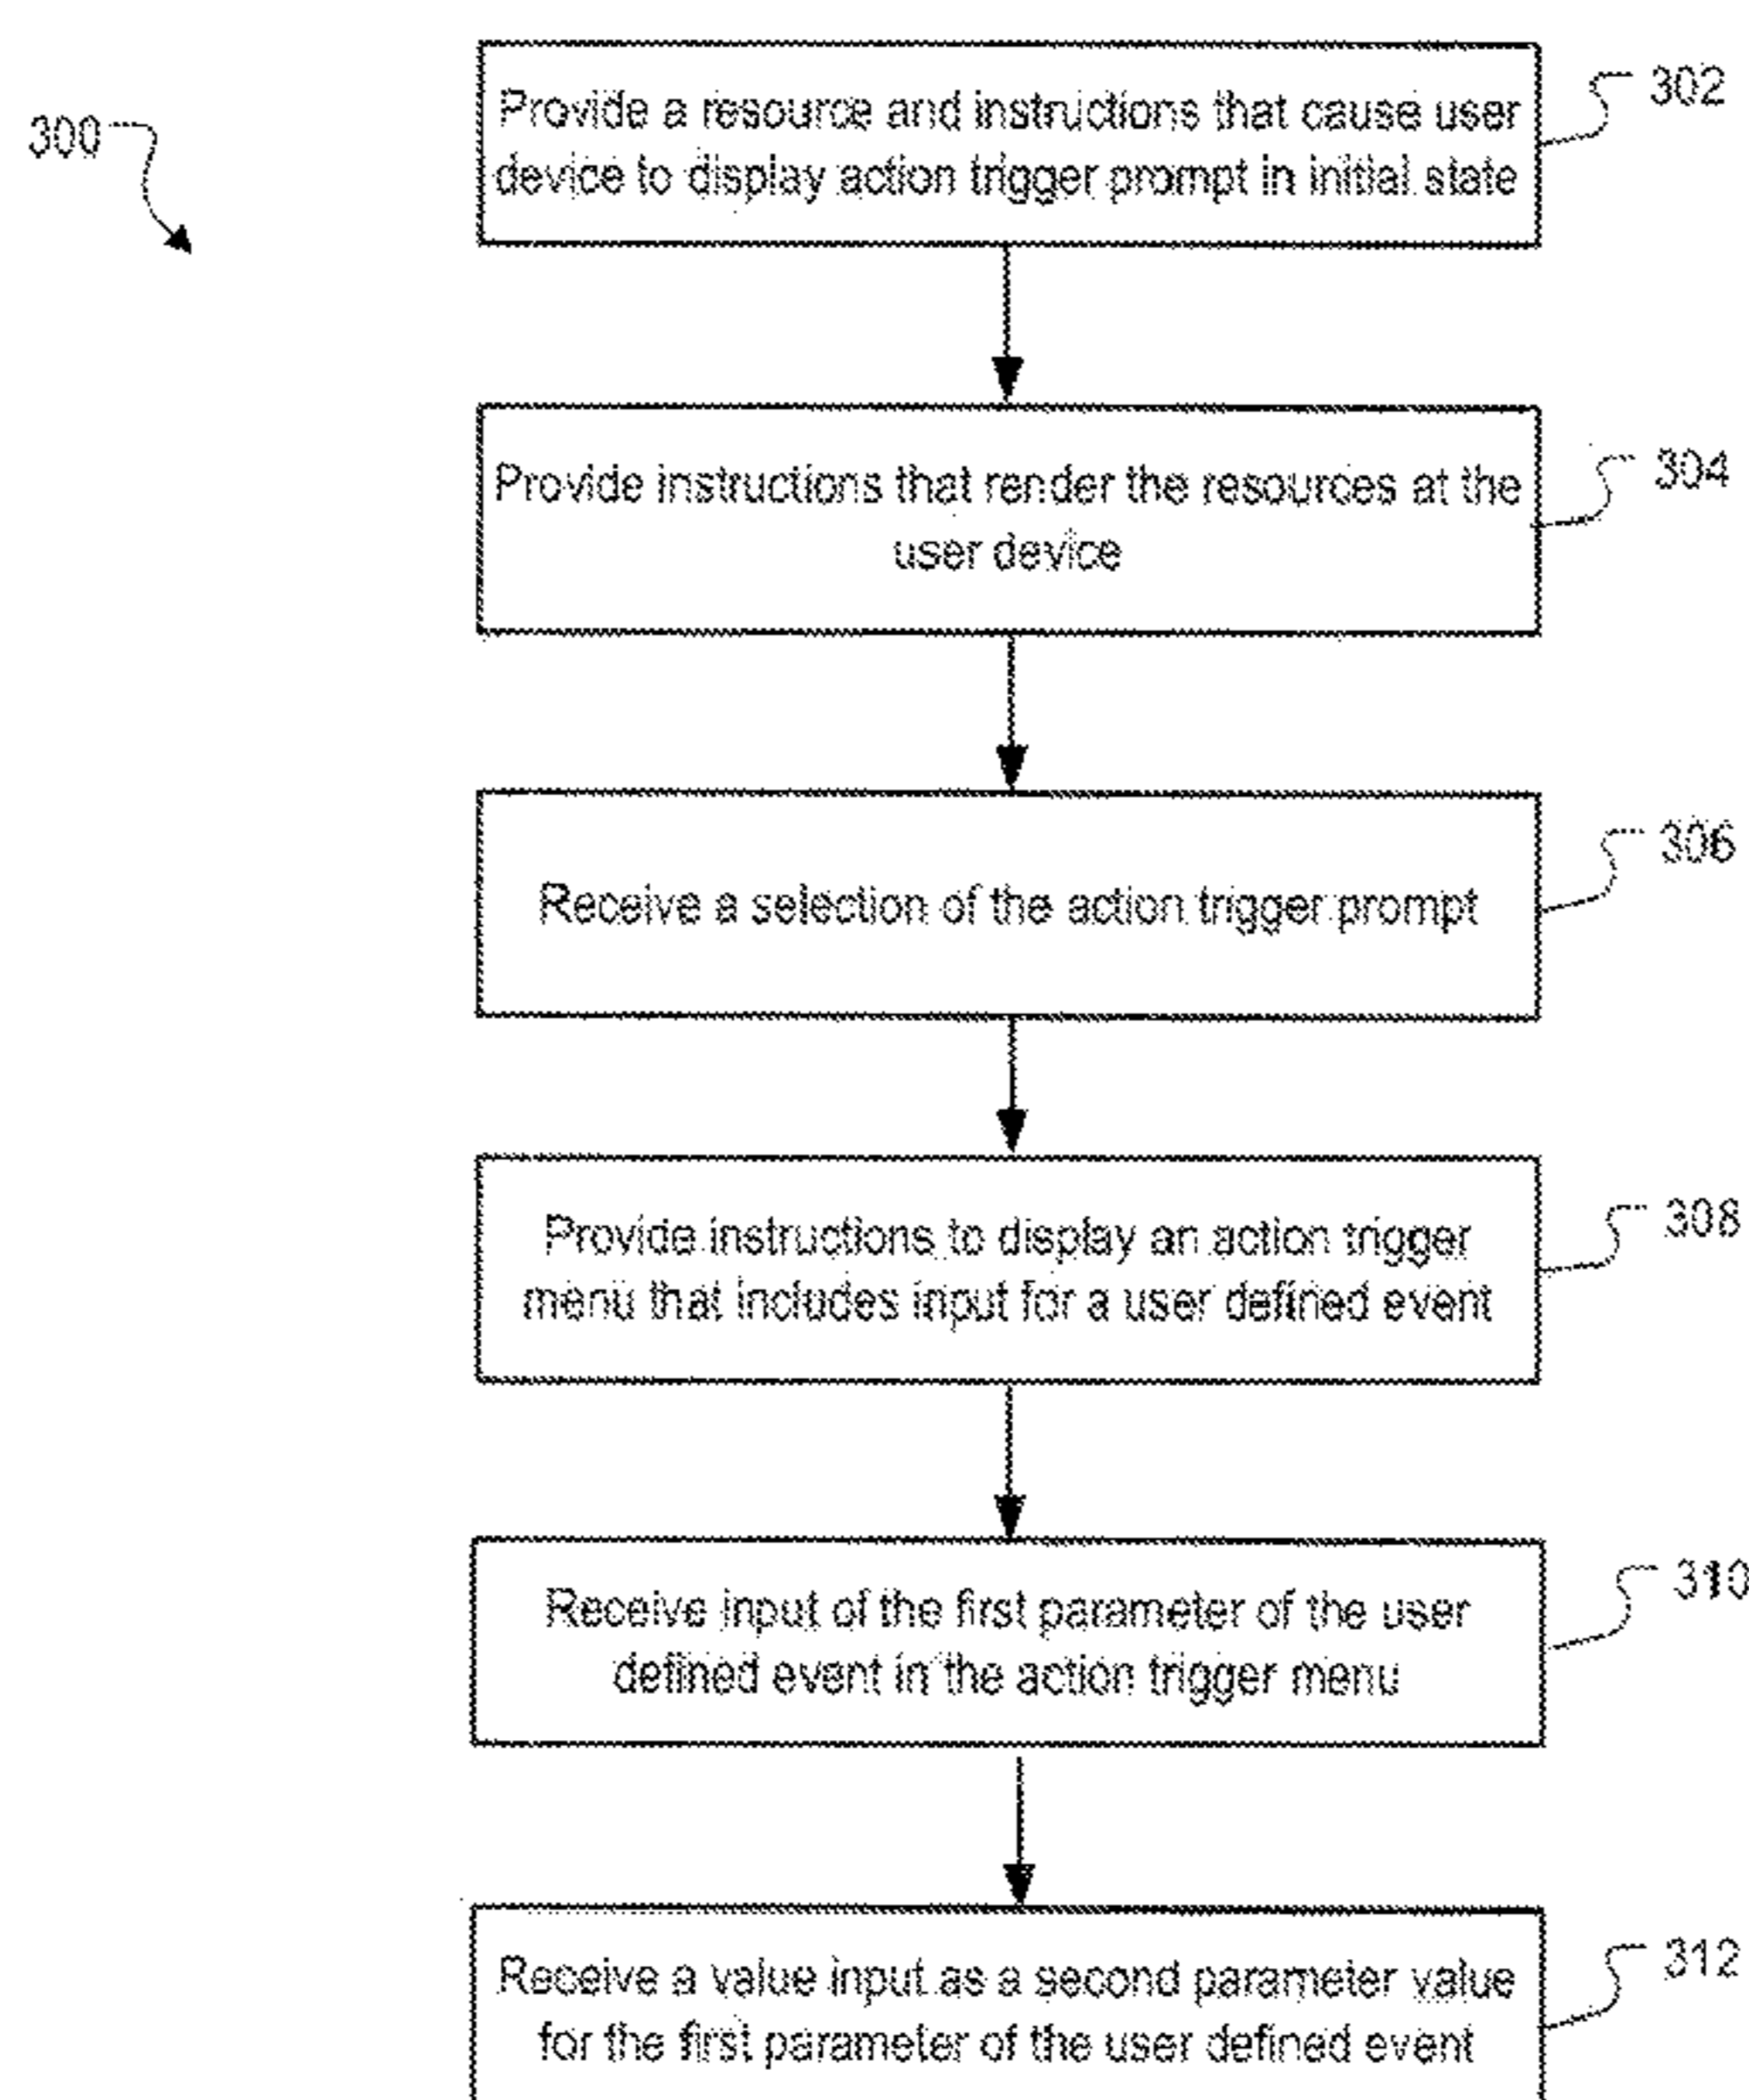 300
Provide a resource and instructions that cause user
device to display action trigger prompt in initial state
302
Provide instructions that render the resources at the
user device
304
Receive a selection of the action trigger prompt
306
Provide instructions to display an action trigger
menu that includes input for a user defined event
308
Receive input of the first parameter of the user
defined event in the action trigger menu
310
Receive a value input as a second parameter value
for the first parameter of the user defined event
312